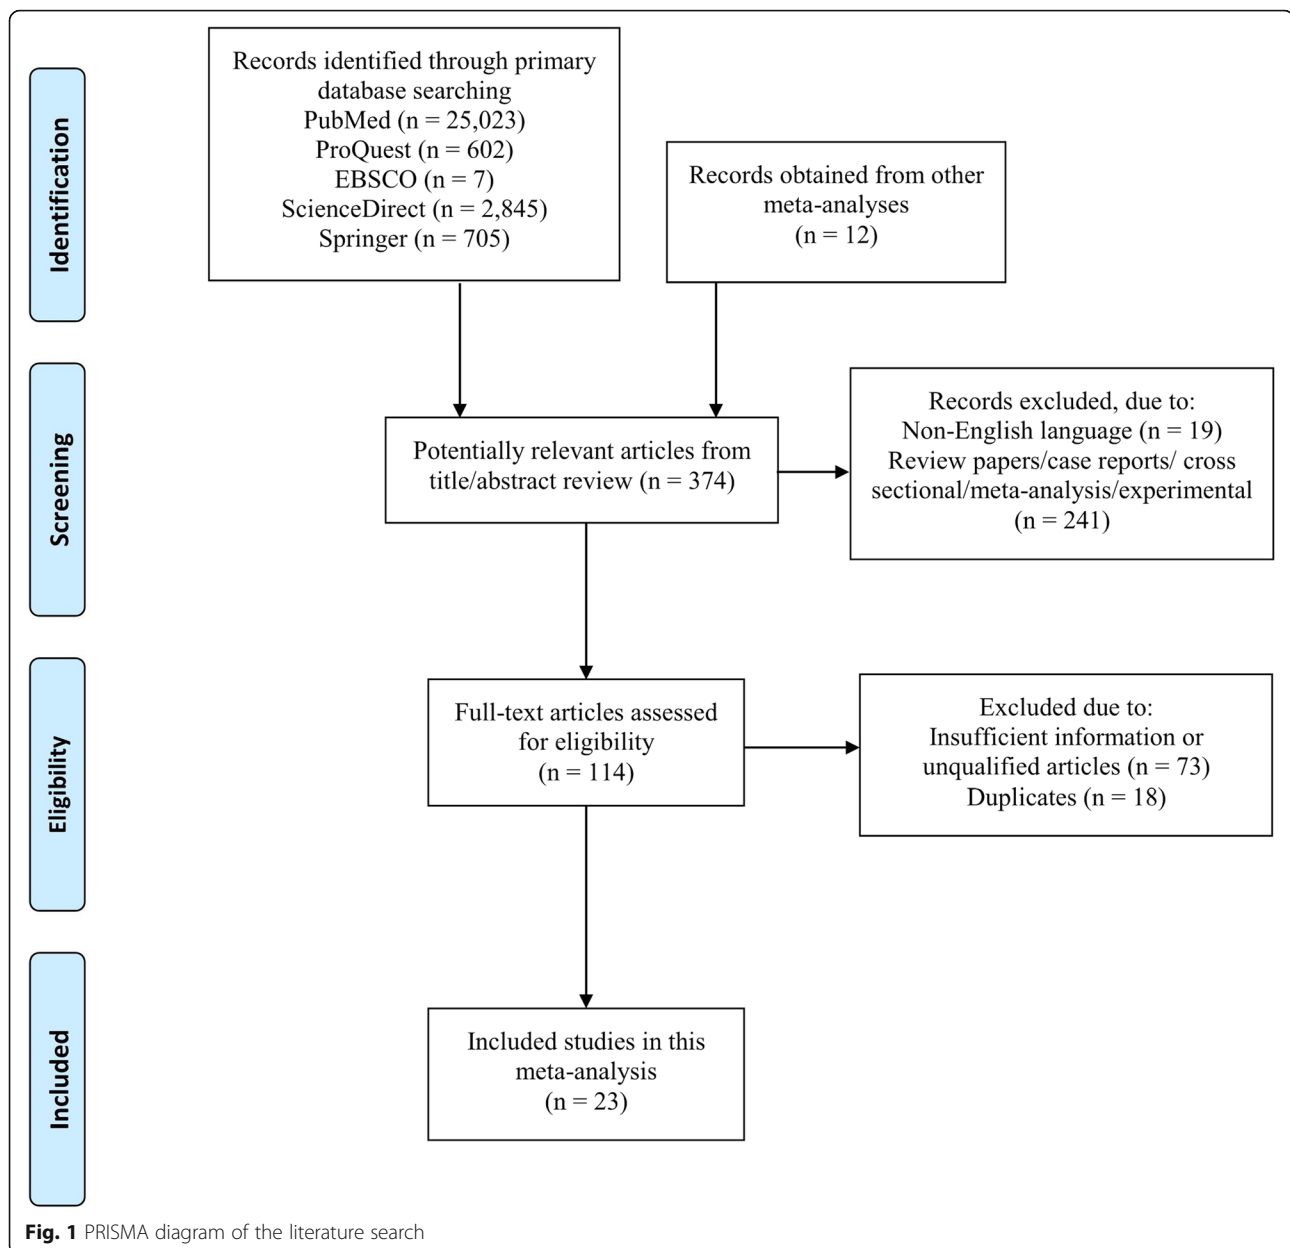 Identification
Records identified through primary
database searching
PubMed (n = 25,023)
ProQuest (n = 602)
EBSCO (n = 7)
ScienceDirect (n = 2,845)
Springer (n = 705)
Records obtained from other
meta-analyses
(n = 12)
Screening
Potentially relevant articles from
title/abstract review (n = 374)
Records excluded, due to:
Non-English language (n = 19)
Review papers/case reports/ cross
sectional/meta-analysis/experimental
(n = 241)
Eligibility
Full-text articles assessed
for eligibility
(n = 114)
Excluded due to:
Insufficient information or
unqualified articles (n = 73)
Duplicates (n = 18)
Included
Included studies in this
meta-analysis
(n = 23)
Fig. 1 PRISMA diagram of the literature search